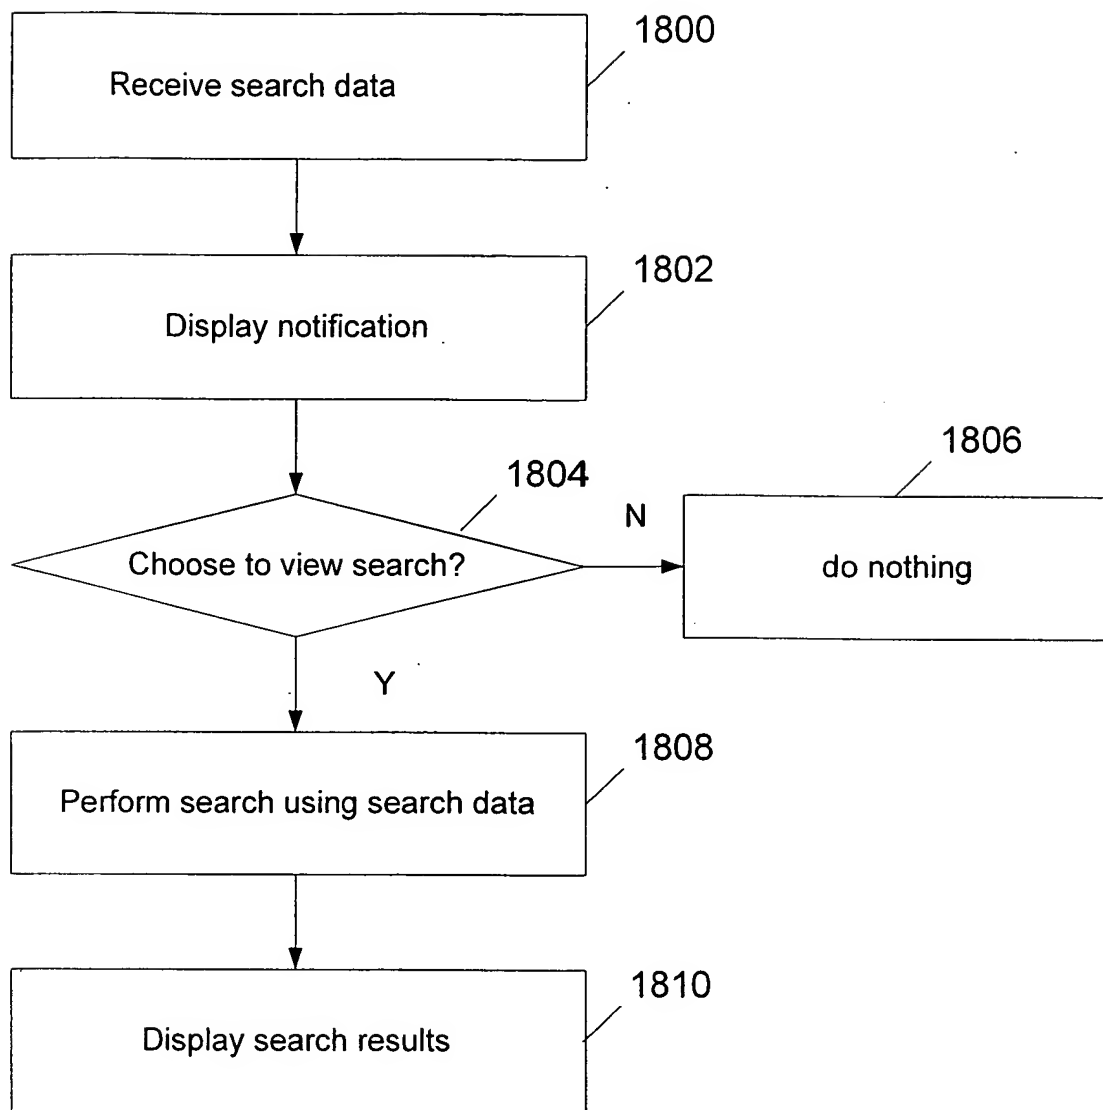 1800
Receive search data
1802
Display notification
1804
Choose to view search?
N
1806
do nothing
Y
1808
Perform search using search data
1810
Display search results